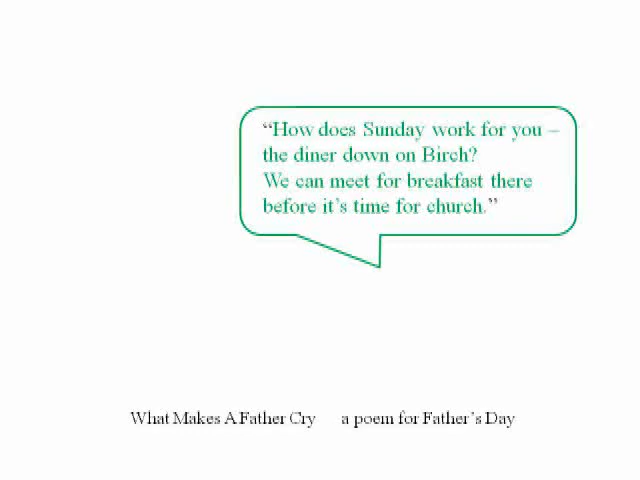 “How does Sunday work for you –
the diner down on Birch?
We can meet for breakfast there
before it’s time for church.”
What Makes A Father Cry a poem for Father’s Day